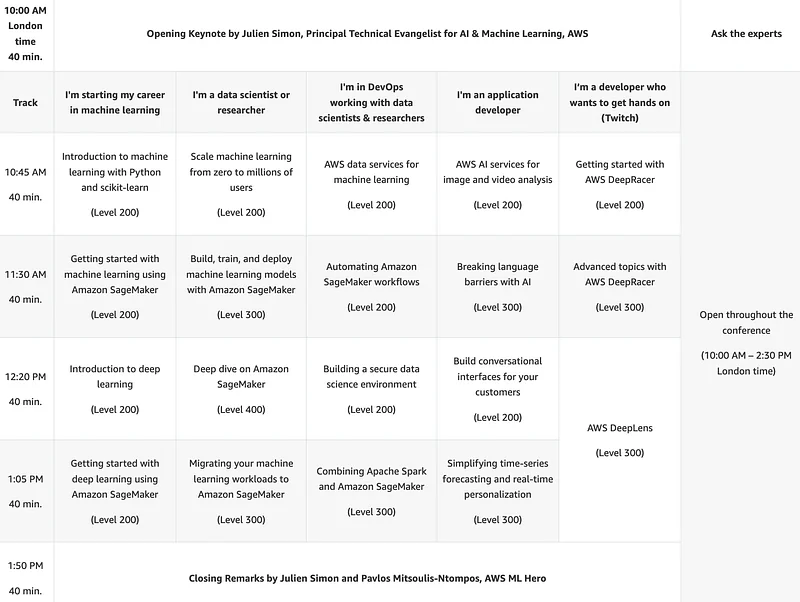 10:00 AM
London
time
40 min.
Opening Keynote by Julien Simon, Principal Technical Evangelist for AI & Machine Learning, AWS
Ask the experts
Track
I'm starting my career
in machine learning
I'm a data scientist or
researcher
I'm in DevOps
working with data
scientists & researchers
I'm an application
developer
I'm a developer who
wants to get hands on
(Twitch)
10:45 AM
40 min.
Introduction to machine
learning with Python
and scikit-learn
(Level 200)
Scale machine learning
from zero to millions of
users
(Level 200)
AWS data services for
machine learning
(Level 200)
AWS AI services for
image and video analysis
(Level 200)
Getting started with
AWS DeepRacer
(Level 200)
11:30 AM
40 min.
Getting started with
machine learning using
Amazon SageMaker
(Level 200)
Build, train, and deploy
machine learning models
with Amazon SageMaker
(Level 300)
Automating Amazon
SageMaker workflows
(Level 200)
Breaking language
barriers with AI
(Level 300)
Advanced topics with
AWS DeepRacer
(Level 300)
Open throughout the
conference
(10:00 AM – 2:30 PM
London time)
12:20 PM
40 min.
Introduction to deep
learning
(Level 200)
Deep dive on Amazon
SageMaker
(Level 400)
Building a secure data
science environment
(Level 200)
Build conversational
interfaces for your
customers
(Level 200)
AWS DeepLens
(Level 300)
1:05 PM
40 min.
Getting started with
deep learning using
Amazon SageMaker
(Level 200)
Migrating your machine
learning workloads to
Amazon SageMaker
(Level 300)
Combining Apache Spark
and Amazon SageMaker
(Level 300)
Simplifying time-series
forecasting and real-time
personalization
(Level 300)
1:50 PM
40 min.
Closing Remarks by Julien Simon and Pavlos Mitsoulis-Ntompos, AWS ML Hero